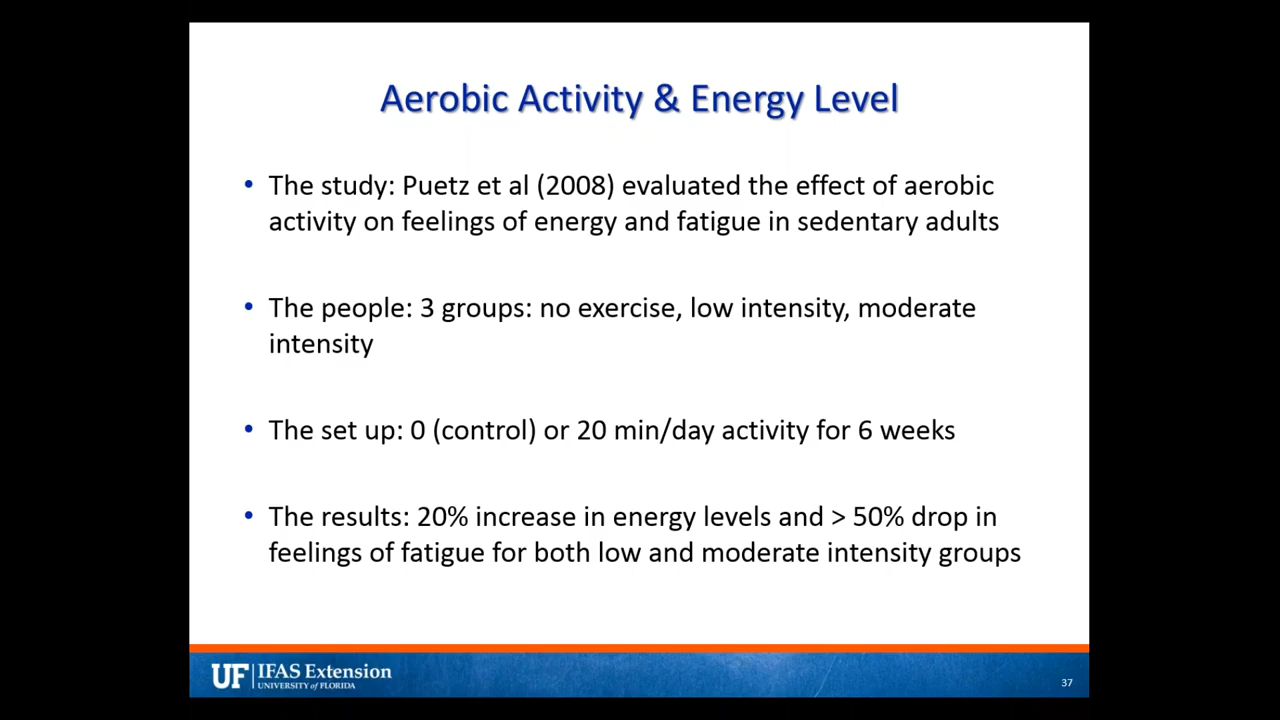 Aerobic Activity & Energy Level
• The study: Puetz et al (2008) evaluated the effect of aerobic
activity on feelings of energy and fatigue in sedentary adults
• The people: 3 groups: no exercise, low intensity, moderate
intensity
• The set up: 0 (control) or 20 min/day activity for 6 weeks
• The results: 20% increase in energy levels and > 50% drop in
feelings of fatigue for both low and moderate intensity groups
UF | IFAS Extension
UNIVERSITY of FLORIDA
37